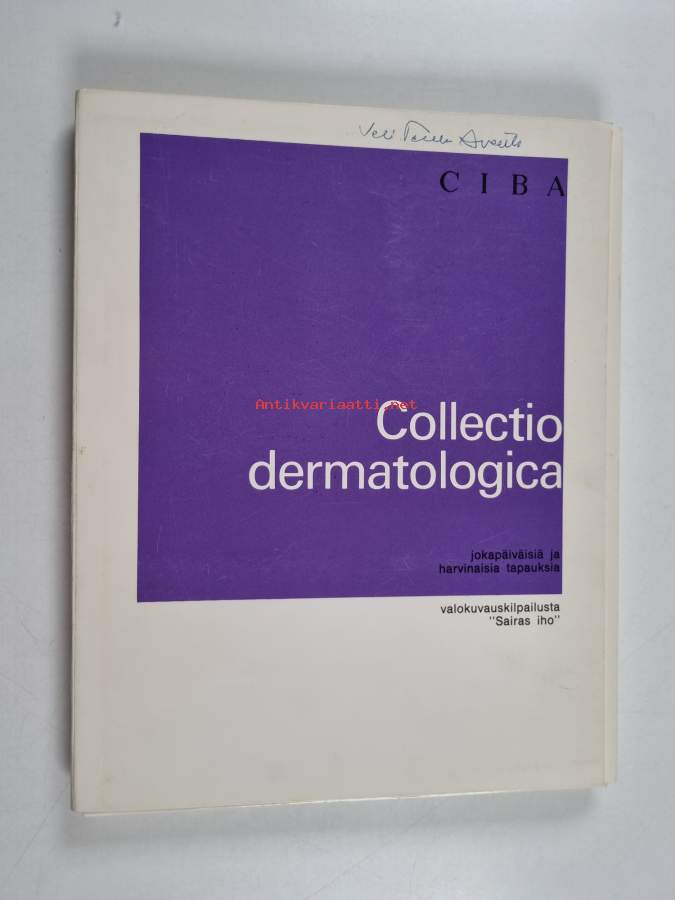 CIBA
Antikvariaatti.net
Collectio
dermatologica
jokapäiväisiä ja
harvinaisia tapauksia
valokuvauskilpailusta
"Sairas iho"